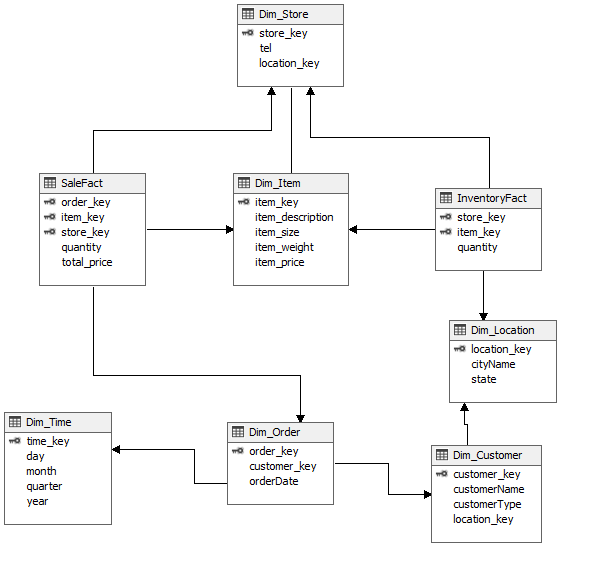 Dim_Store
store_key
tel
location_key
SaleFact
order_key
item_key
store_key
quantity
total_price
Dim_Item
item_key
item_description
item_size
item_weight
item_price
InventoryFact
store_key
item_key
quantity
Dim_Location
location_key
cityName
state
Dim_Time
time_key
day
month
quarter
year
Dim_Order
order_key
customer_key
orderDate
Dim_Customer
customer_key
customerName
customerType
location_key